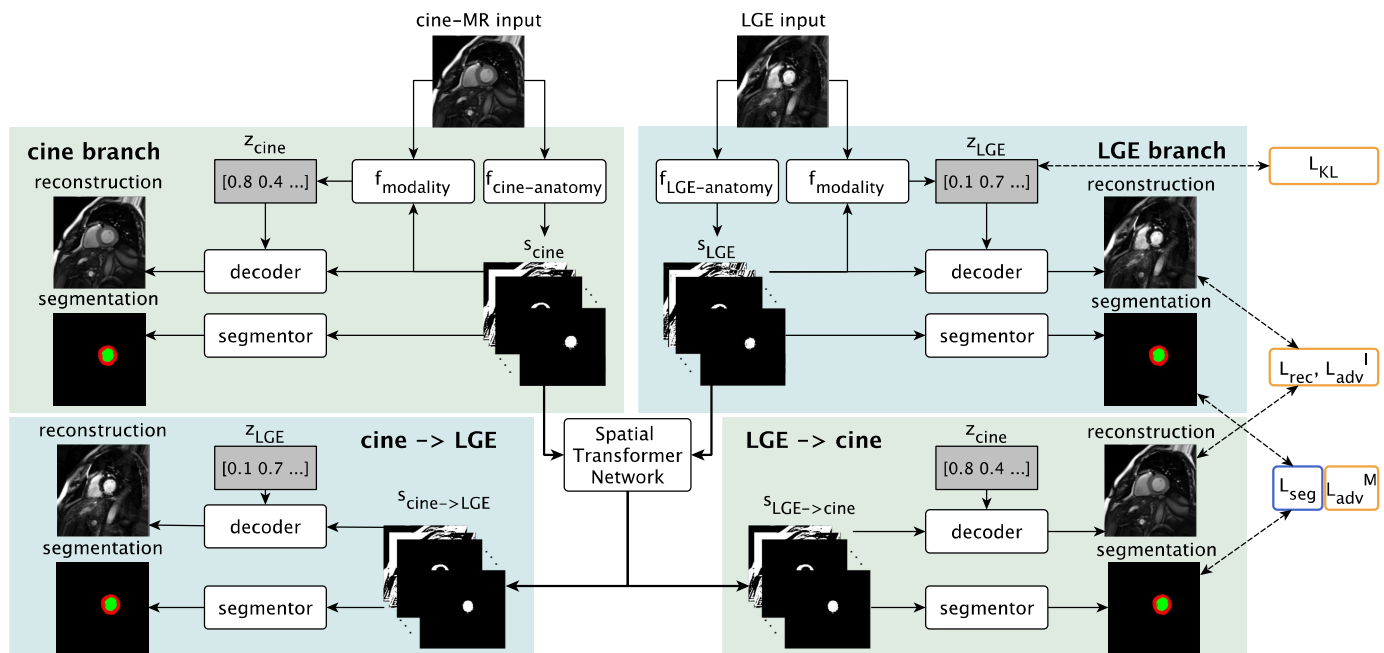 cine-MR input
LGE input
cine branch
z_cine
[0.8 0.4 ...]
f_modality
f_cine-anatomy
reconstruction
decoder
s_cine
segmentation
segmentor
f_LGE-anatomy
f_modality
z_LGE
[0.1 0.7 ...]
LGE branch
reconstruction
s_LGE
decoder
segmentation
segmentor
L_KL
L_rec, L_adv^I
L_seg
L_adv^M
Spatial
Transformer
Network
reconstruction
z_LGE
cine -> LGE
[0.1 0.7 ...]
s_cine->LGE
decoder
segmentation
segmentor
LGE -> cine
z_cine
reconstruction
[0.8 0.4 ...]
s_LGE->cine
decoder
segmentation
segmentor